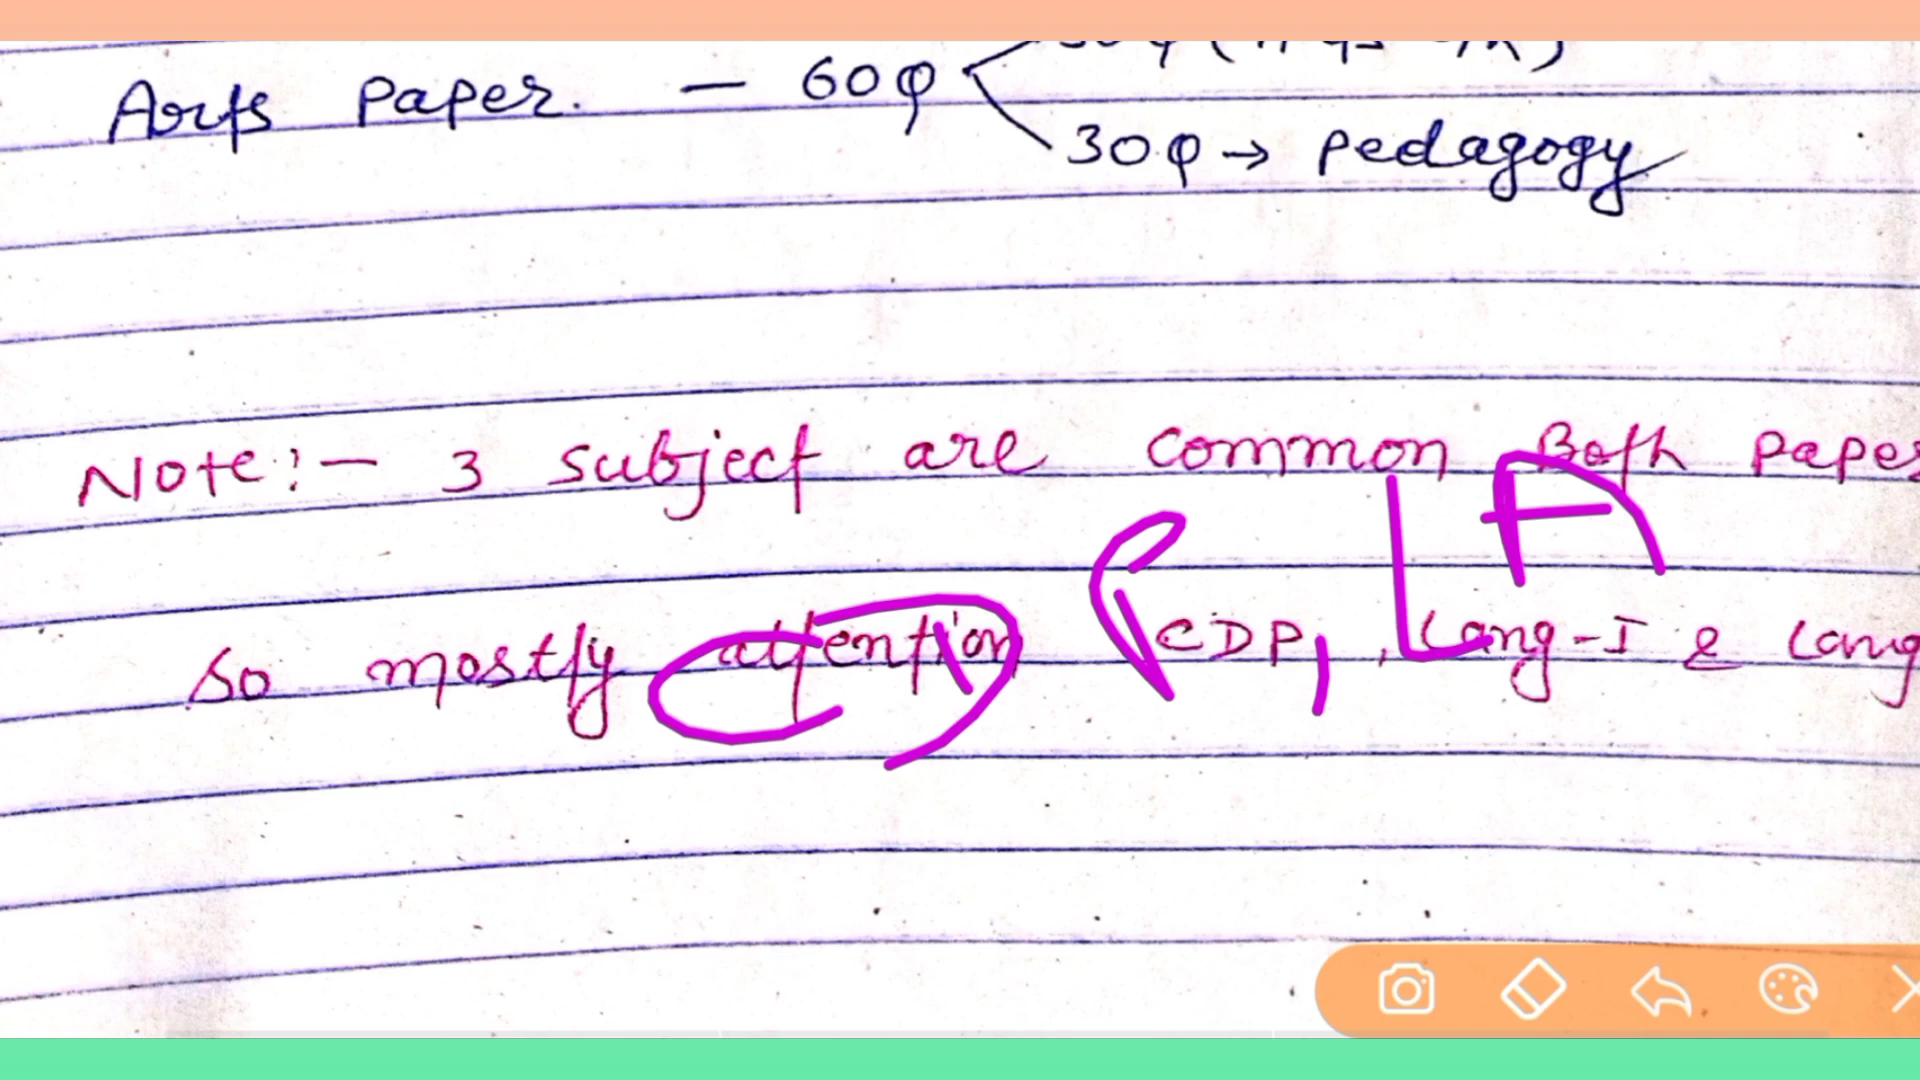 Arts Paper. - 60Q
30Q → Pedagogy
Note:- 3 subject are common Both Paper
So mostly attention CDP, Lang-I & Lang